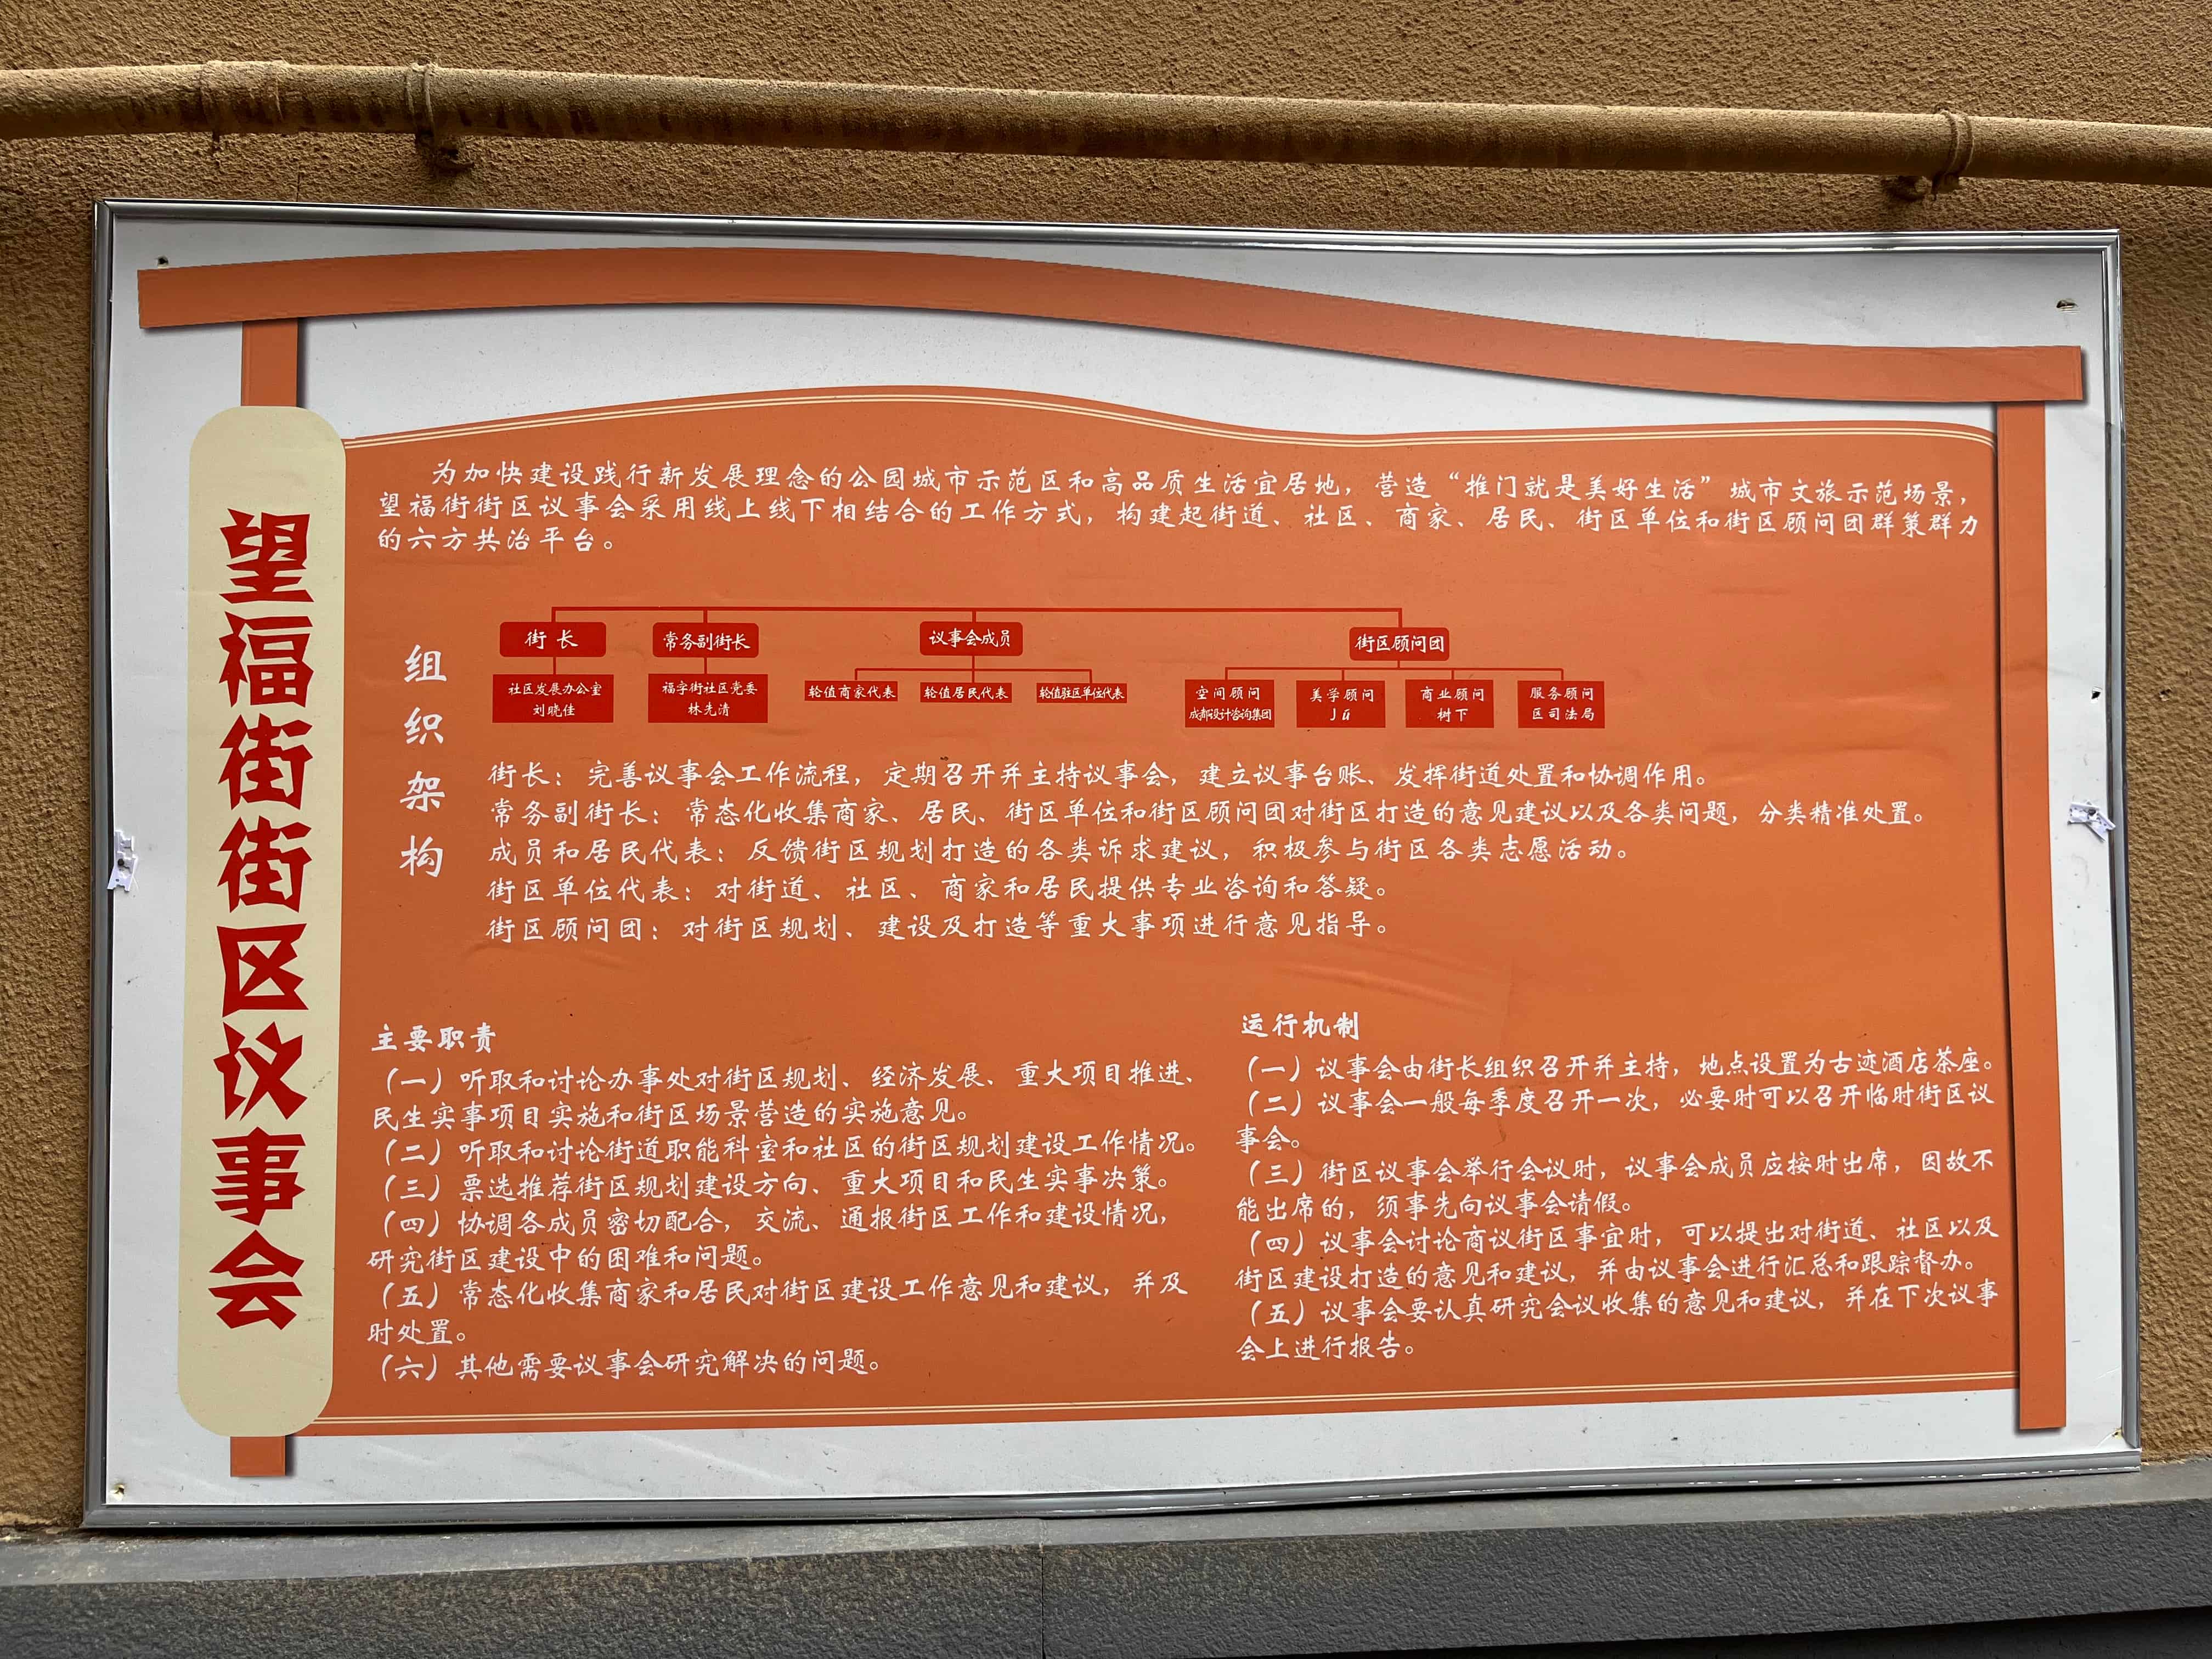 望福街街区议事会
为加快建设践行新发展理念的公园城市示范区和高品质生活宜居地，营造“推门就是美好生活”城市文旅示范场景，
望福街街区议事会采用线上线下相结合的工作方式，构建起街道、社区、商家、居民、街区单位和街区顾问团群策群力
的六方共治平台。
组织架构
街长
常务副街长
议事会成员
街区顾问团
社区发展办公室
刘晓佳
福字街社区党委
林先清
轮值商家代表
轮值居民代表
轮值驻区单位代表
空间顾问
成都设计咨询集团
美学顾问
商业顾问
树下
服务顾问
区司法局
街长：完善议事会工作流程，定期召开并主持议事会，建立议事台账、发挥街道处置和协调作用。
常务副街长：常态化收集商家、居民、街区单位和街区顾问团对街区打造的意见建议以及各类问题，分类精准处置。
成员和居民代表：反馈街区规划打造的各类诉求建议，积极参与街区各类志愿活动。
街区单位代表：对街道、社区、商家和居民提供专业咨询和答疑。
街区顾问团：对街区规划、建设及打造等重大事项进行意见指导。
主要职责
（一）听取和讨论办事处对街区规划、经济发展、重大项目推进、
民生实事项目实施和街区场景营造的实施意见。
（二）听取和讨论街道职能科室和社区的街区规划建设工作情况。
（三）票选推荐街区规划建设方向、重大项目和民生实事决策。
（四）协调各成员密切配合，交流、通报街区工作和建设情况，
研究街区建设中的困难和问题。
（五）常态化收集商家和居民对街区建设工作意见和建议，并及
时处置。
（六）其他需要议事会研究解决的问题。
运行机制
（一）议事会由街长组织召开并主持，地点设置为古迹酒店茶座。
（二）议事会一般每季度召开一次，必要时可以召开临时街区议
事会。
（三）街区议事会举行会议时，议事会成员应按时出席，因故不
能出席的，须事先向议事会请假。
（四）议事会讨论商议街区事宜时，可以提出对街道、社区以及
街区建设打造的意见和建议，并由议事会进行汇总和跟踪督办。
（五）议事会要认真研究会议收集的意见和建议，并在下次议事
会上进行报告。